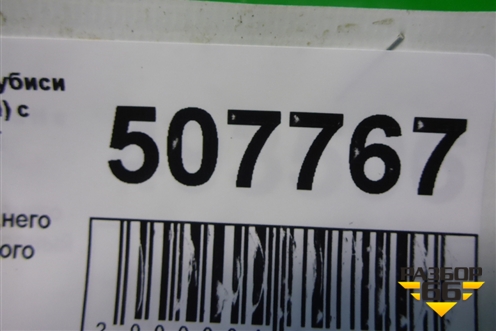 убиси
) с
507767
него
ого
РАЗБОР
66